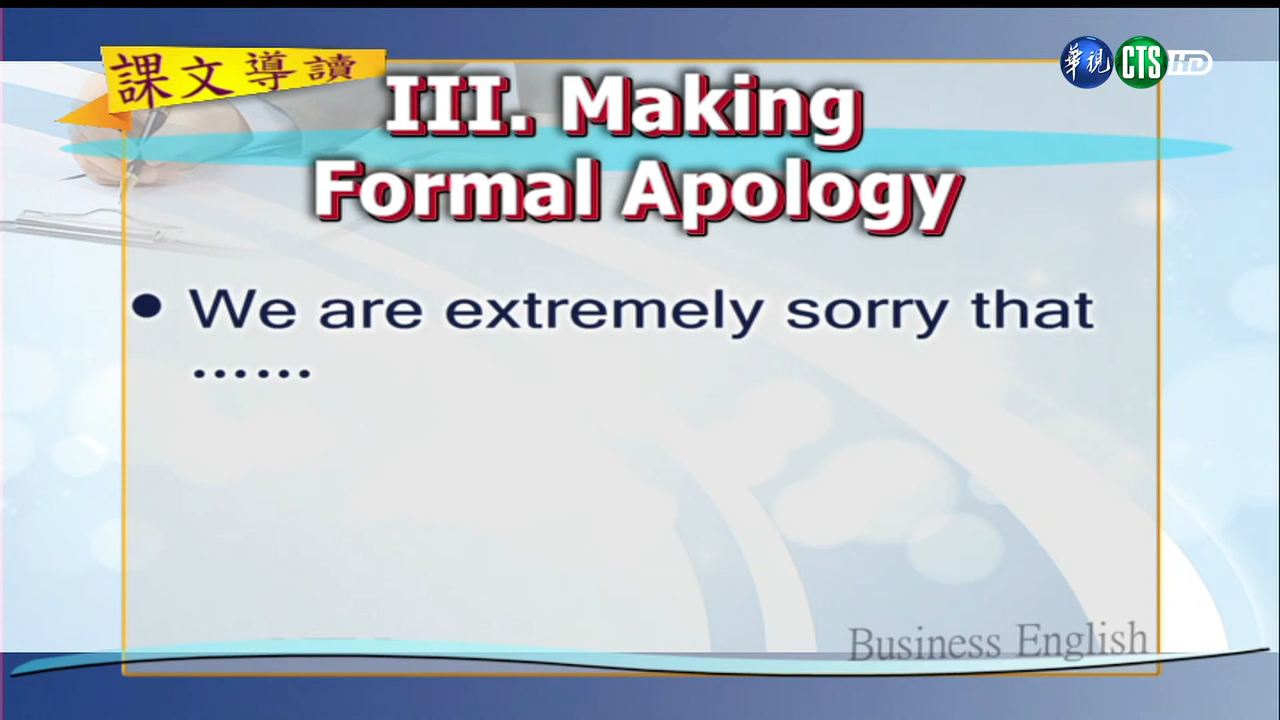 課文導讀
華視 CTS HD
III. Making
Formal Apology
● We are extremely sorry that
……
Business English